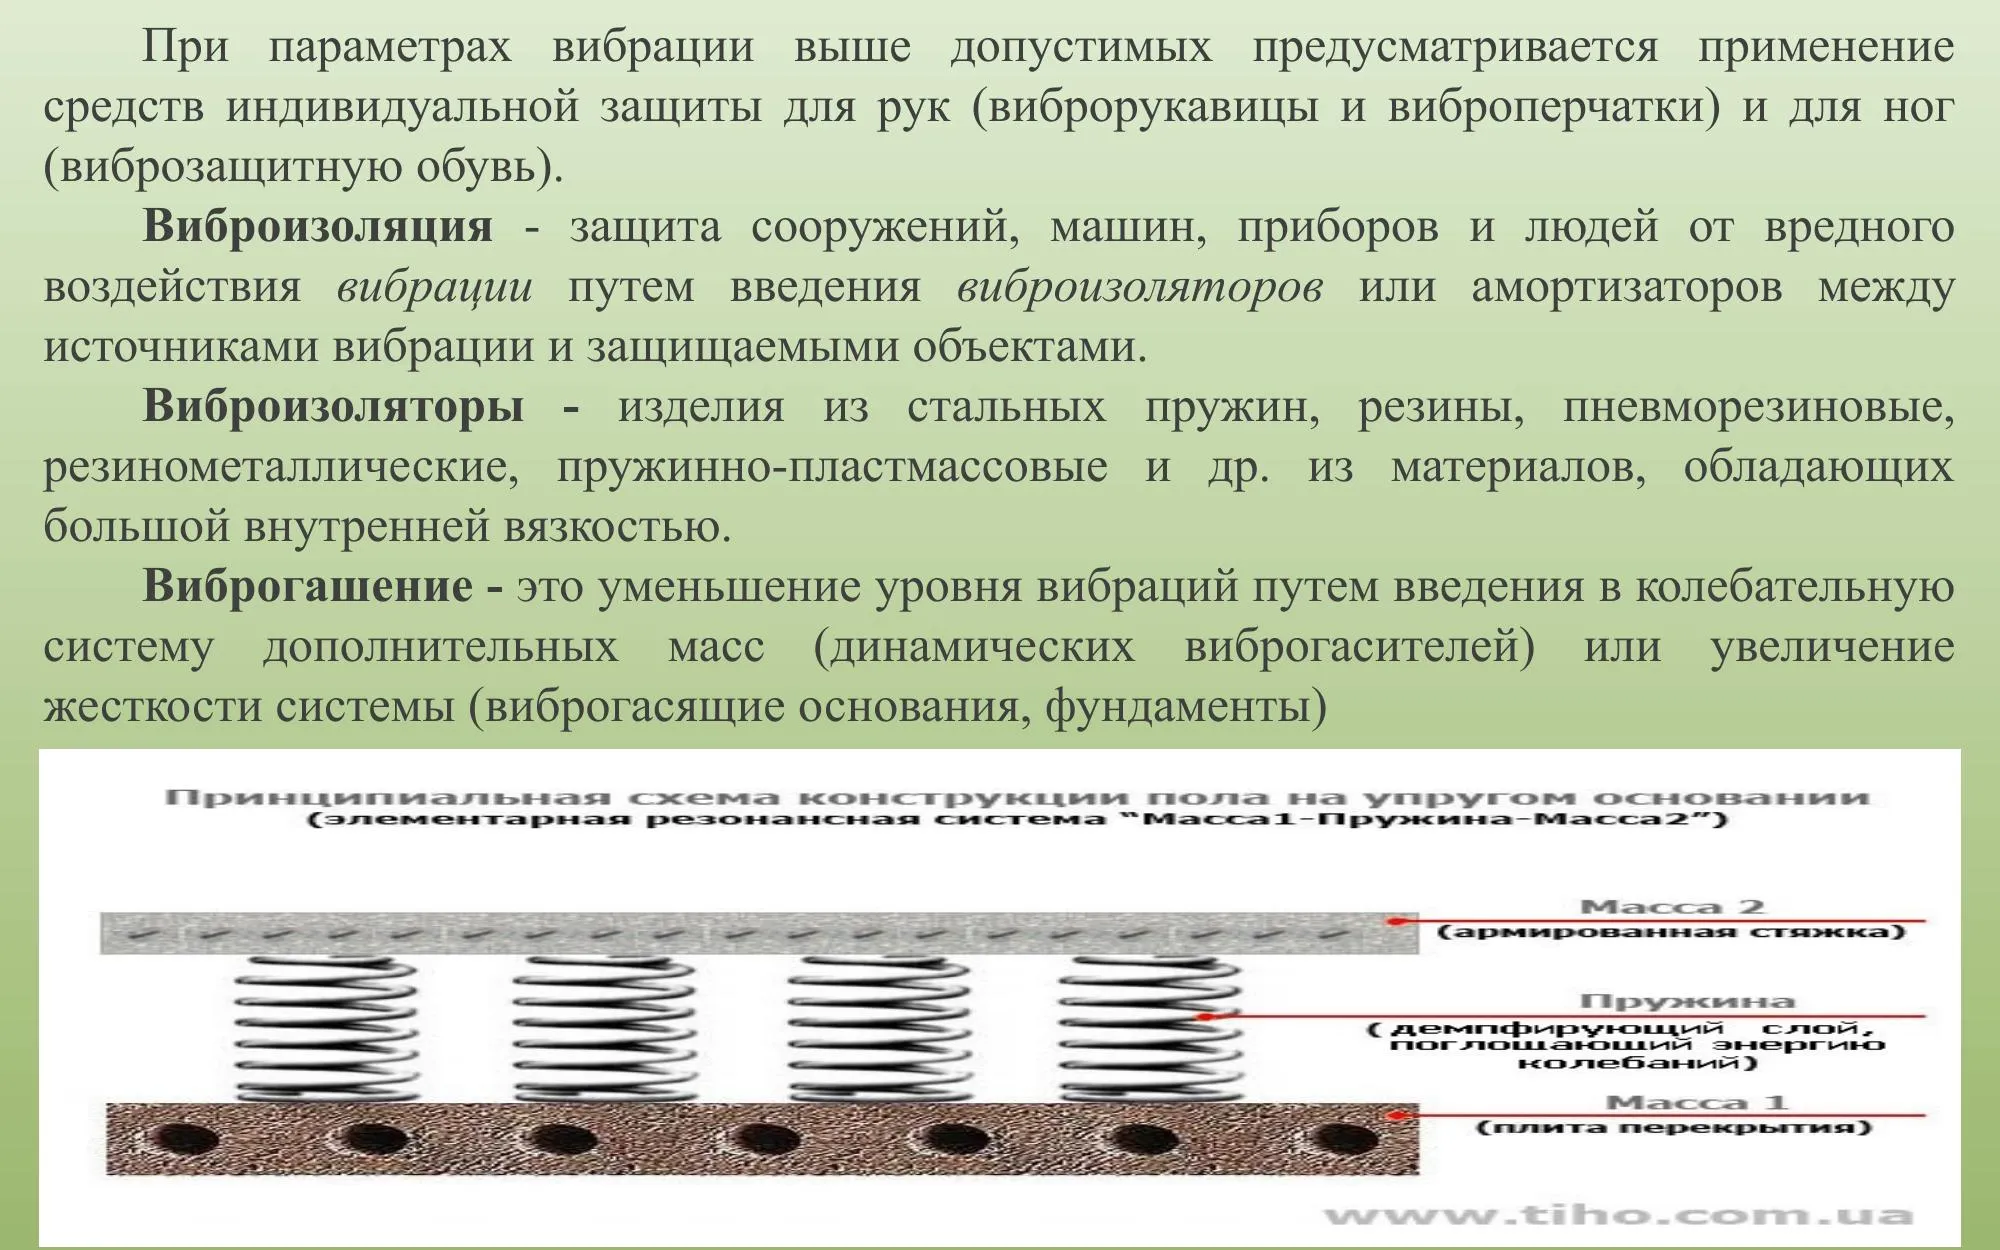 При параметрах вибрации выше допустимых предусматривается применение
средств индивидуальной защиты для рук (виброрукавицы и виброперчатки) и для ног
(виброзащитную обувь).
Виброизоляция - защита сооружений, машин, приборов и людей от вредного
воздействия вибрации путем введения виброизоляторов или амортизаторов между
источниками вибрации и защищаемыми объектами.
Виброизоляторы - изделия из стальных пружин, резины, пневморезиновые,
резинометаллические, пружинно-пластмассовые и др. из материалов, обладающих
большой внутренней вязкостью.
Виброгашение - это уменьшение уровня вибраций путем введения в колебательную
систему дополнительных масс (динамических виброгасителей) или увеличение
жесткости системы (виброгасящие основания, фундаменты)
Принципиальная схема конструкции пола на упругом основании
(элементарная резонансная система “Масса1-Пружина-Масса2”)
Масса 2
(армированная стяжка)
Пружина
(демпфирующий слой,
поглощающий энергию
колебаний)
Масса 1
(плита перекрытия)
www.tiho.com.ua